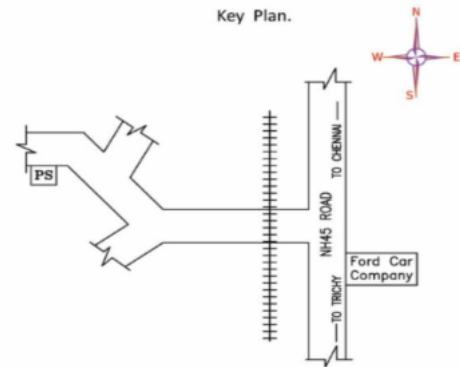 Key Plan.
N
W
E
S
PS
NH45 ROAD
TO CHENNAI
TO TRICHY
Ford Car
Company